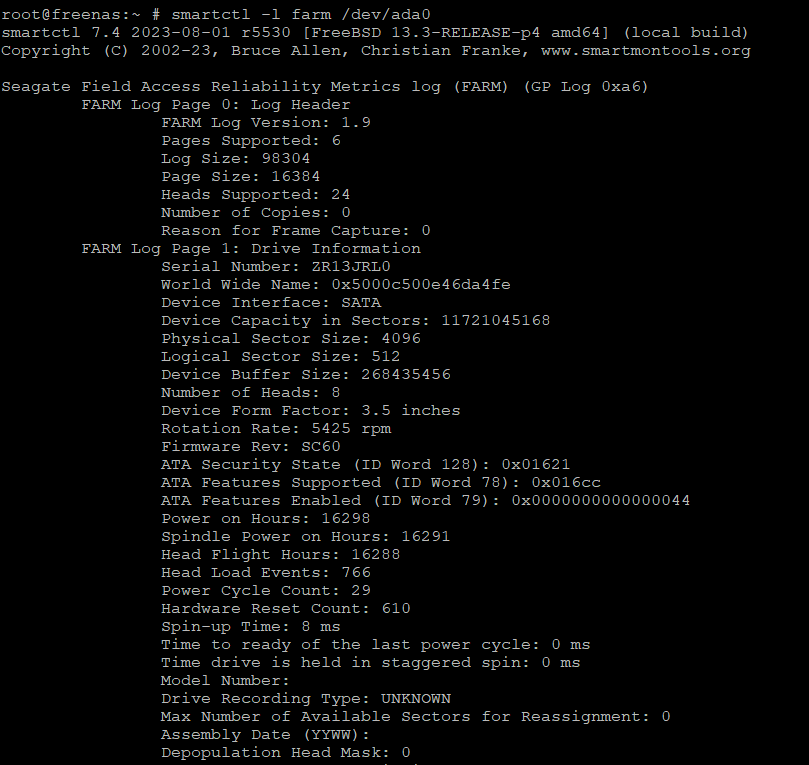 root@freenas:~ # smartctl -l farm /dev/ada0
smartctl 7.4 2023-08-01 r5530 [FreeBSD 13.3-RELEASE-p4 amd64] (local build)
Copyright (C) 2002-23, Bruce Allen, Christian Franke, www.smartmontools.org

Seagate Field Access Reliability Metrics log (FARM) (GP Log 0xa6)
        FARM Log Page 0: Log Header
                FARM Log Version: 1.9
                Pages Supported: 6
                Log Size: 98304
                Page Size: 16384
                Heads Supported: 24
                Number of Copies: 0
                Reason for Frame Capture: 0
        FARM Log Page 1: Drive Information
                Serial Number: ZR13JRL0
                World Wide Name: 0x5000c500e46da4fe
                Device Interface: SATA
                Device Capacity in Sectors: 11721045168
                Physical Sector Size: 4096
                Logical Sector Size: 512
                Device Buffer Size: 268435456
                Number of Heads: 8
                Device Form Factor: 3.5 inches
                Rotation Rate: 5425 rpm
                Firmware Rev: SC60
                ATA Security State (ID Word 128): 0x01621
                ATA Features Supported (ID Word 78): 0x016cc
                ATA Features Enabled (ID Word 79): 0x0000000000000044
                Power on Hours: 16298
                Spindle Power on Hours: 16291
                Head Flight Hours: 16288
                Head Load Events: 766
                Power Cycle Count: 29
                Hardware Reset Count: 610
                Spin-up Time: 8 ms
                Time to ready of the last power cycle: 0 ms
                Time drive is held in staggered spin: 0 ms
                Model Number:
                Drive Recording Type: UNKNOWN
                Max Number of Available Sectors for Reassignment: 0
                Assembly Date (YYWW):
                Depopulation Head Mask: 0